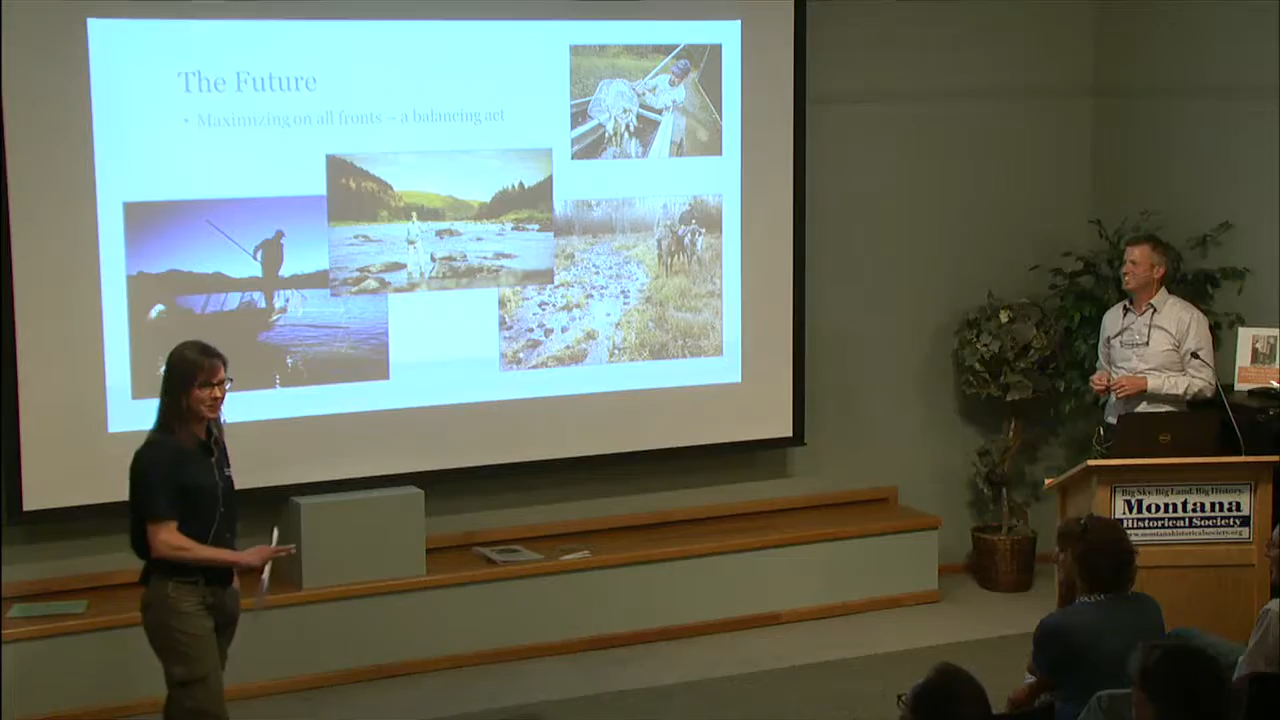 The Future
• Maximizing on all fronts – a balancing act
Big Sky. Big Land. Big History.
Montana
Historical Society
www.montanahistoricalsociety.org
DELL